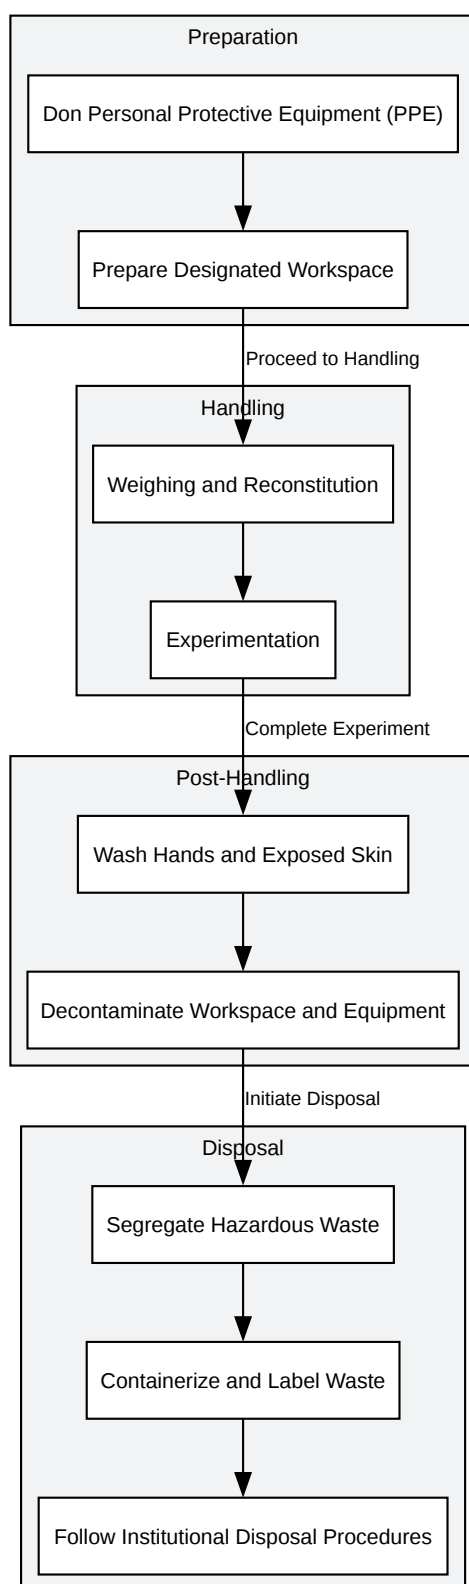 Preparation
Don Personal Protective Equipment (PPE)
Prepare Designated Workspace
Proceed to Handling
Handling
Weighing and Reconstitution
Experimentation
Complete Experiment
Post-Handling
Wash Hands and Exposed Skin
Decontaminate Workspace and Equipment
Initiate Disposal
Disposal
Segregate Hazardous Waste
Containerize and Label Waste
Follow Institutional Disposal Procedures